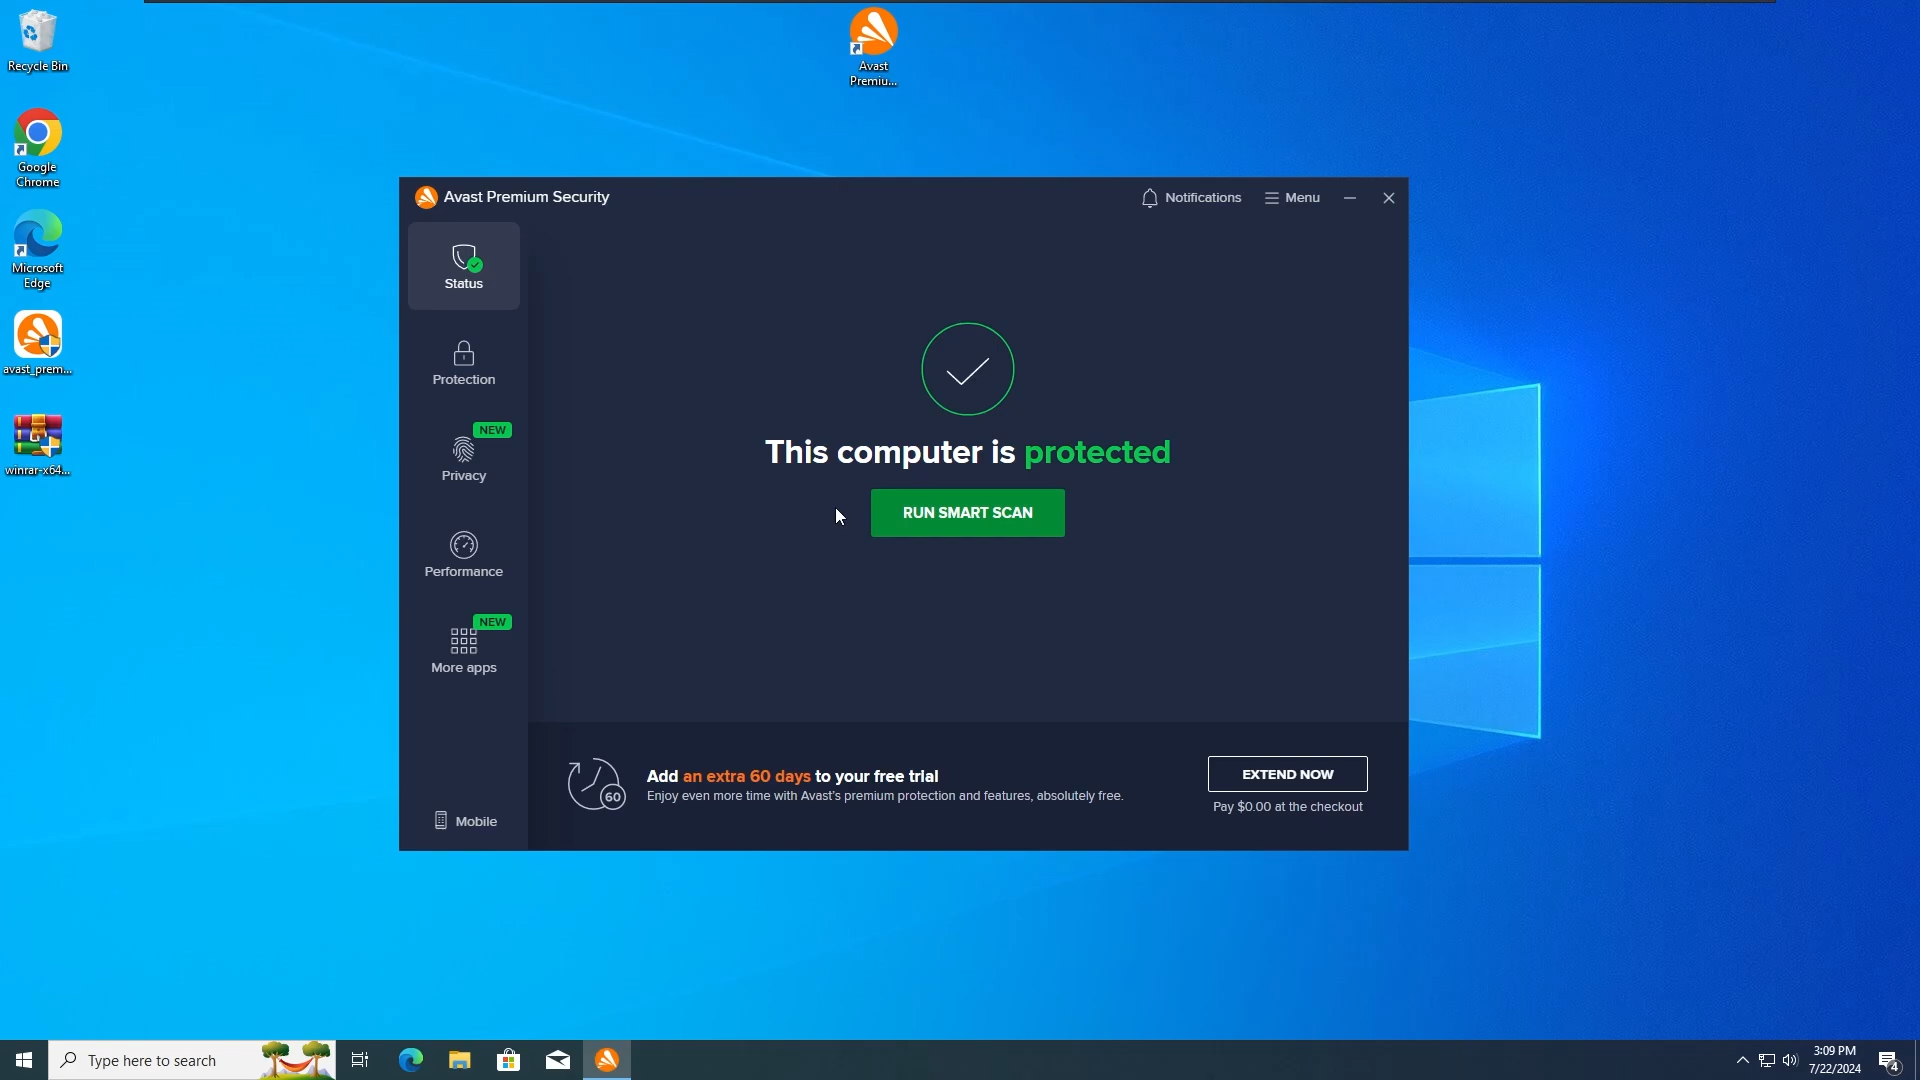 Recycle Bin
Google
Chrome
Microsoft
Edge
avast_prem...
winrar-x64...
Avast
Premiu...
Avast Premium Security
Notifications
Menu
Status
Protection
NEW
Privacy
Performance
NEW
More apps
Mobile
This computer is protected
RUN SMART SCAN
60
Add an extra 60 days to your free trial
Enjoy even more time with Avast's premium protection and features, absolutely free.
EXTEND NOW
Pay $0.00 at the checkout
Type here to search
3:09 PM
7/22/2024
4